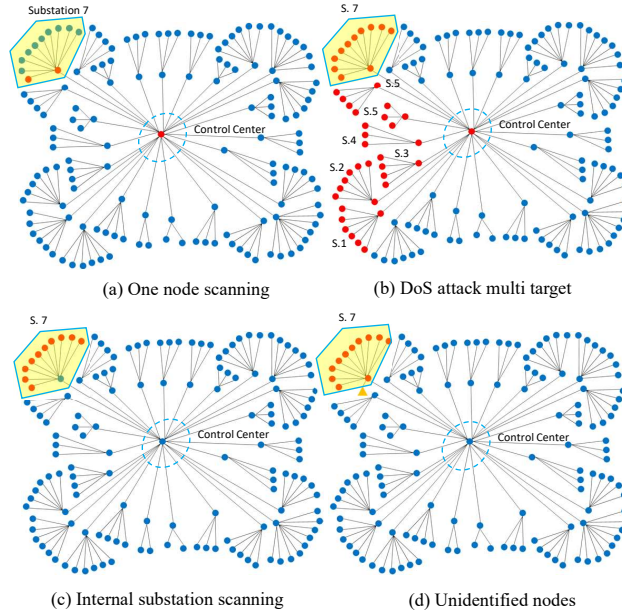 Substation 7
Control Center
(a) One node scanning
S. 7
S.5
S.5
S.4
S.3
S.2
S.1
Control Center
(b) DoS attack multi target
S. 7
Control Center
(c) Internal substation scanning
S. 7
Control Center
(d) Unidentified nodes